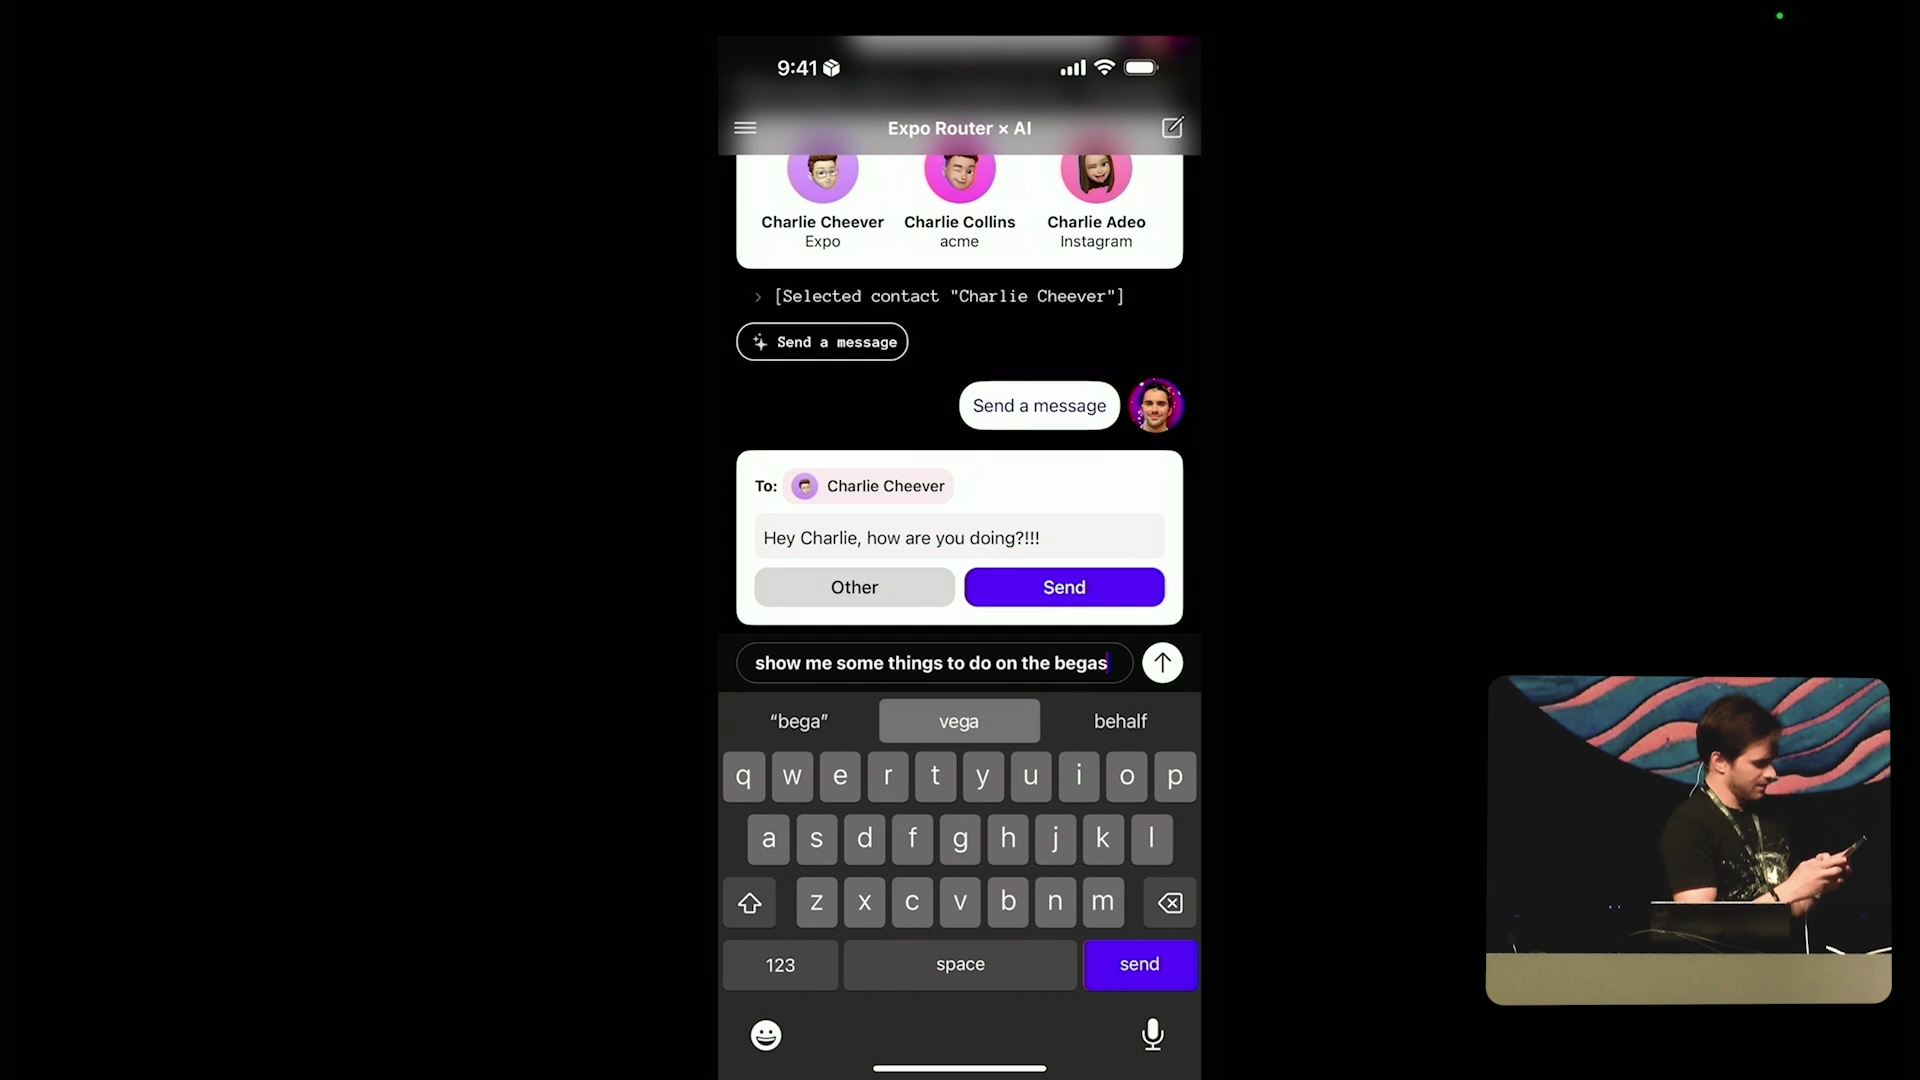 9:41
Expo Router × AI
Charlie Cheever
Expo
Charlie Collins
acme
Charlie Adeo
Instagram
[Selected contact "Charlie Cheever"]
Send a message
Send a message
To: Charlie Cheever
Hey Charlie, how are you doing?!!!
Other
Send
show me some things to do on the begas
“bega”
vega
behalf
q w e r t y u i o p
a s d f g h j k l
z x c v b n m
123
space
send